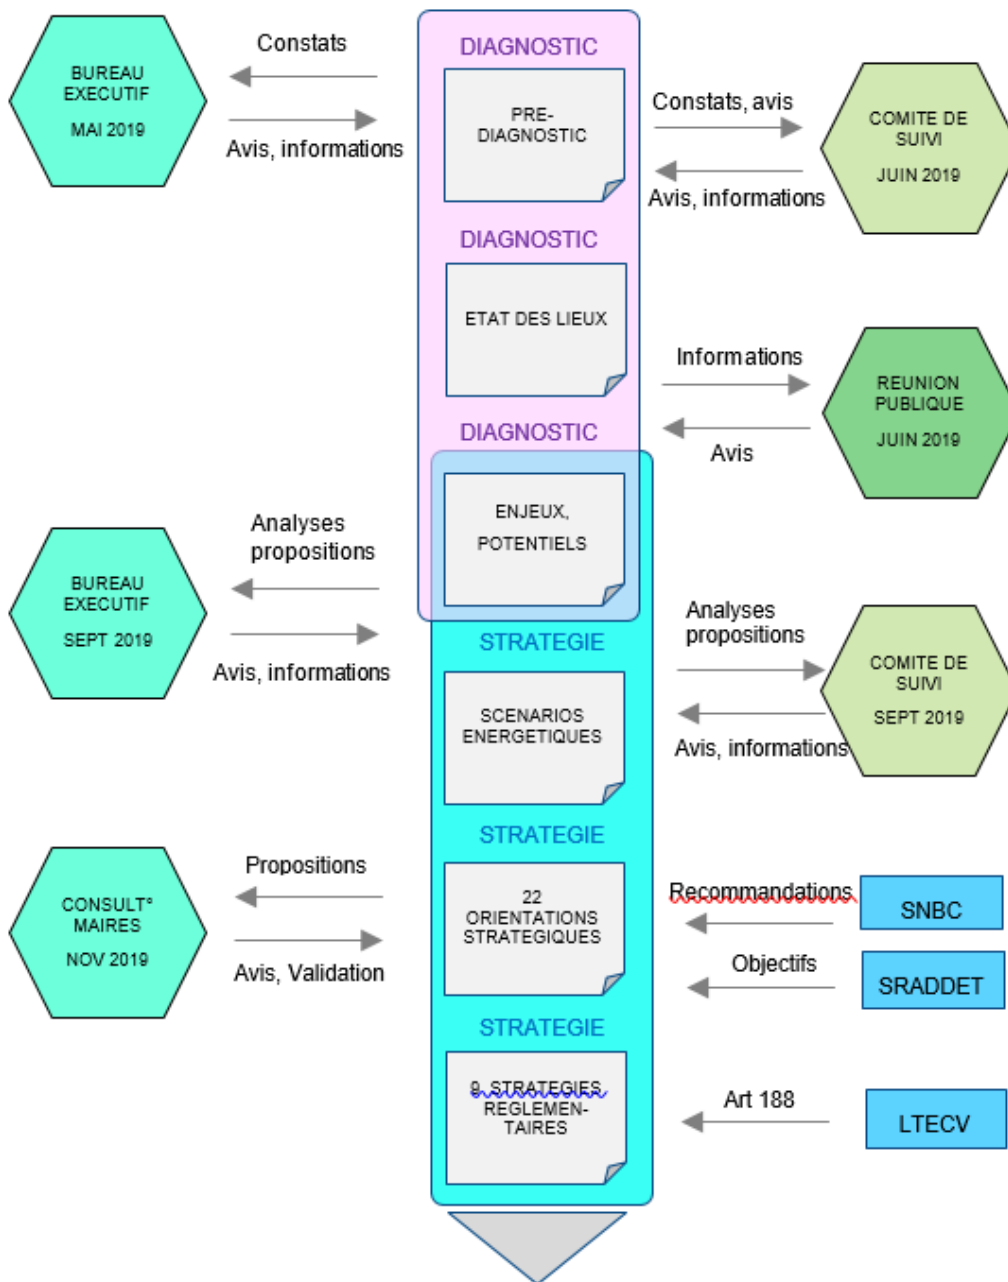 Constats
BUREAU
EXECUTIF
MAI 2019
Avis, informations
DIAGNOSTIC
PRE-
DIAGNOSTIC
Constats, avis
COMITE DE
SUIVI
JUIN 2019
Avis, informations
DIAGNOSTIC
ETAT DES LIEUX
Informations
REUNION
PUBLIQUE
JUIN 2019
Avis
DIAGNOSTIC
ENJEUX,
POTENTIELS
Analyses
propositions
BUREAU
EXECUTIF
SEPT 2019
Avis, informations
STRATEGIE
SCENARIOS
ENERGETIQUES
Analyses
propositions
COMITE DE
SUIVI
SEPT 2019
Avis, informations
STRATEGIE
22
ORIENTATIONS
STRATEGIQUES
Propositions
CONSULT°
MAIRES
NOV 2019
Avis, Validation
Recommandations
SNBC
Objectifs
SRADDET
STRATEGIE
9 STRATEGIES
REGLEMEN-
TAIRES
Art 188
LTECV